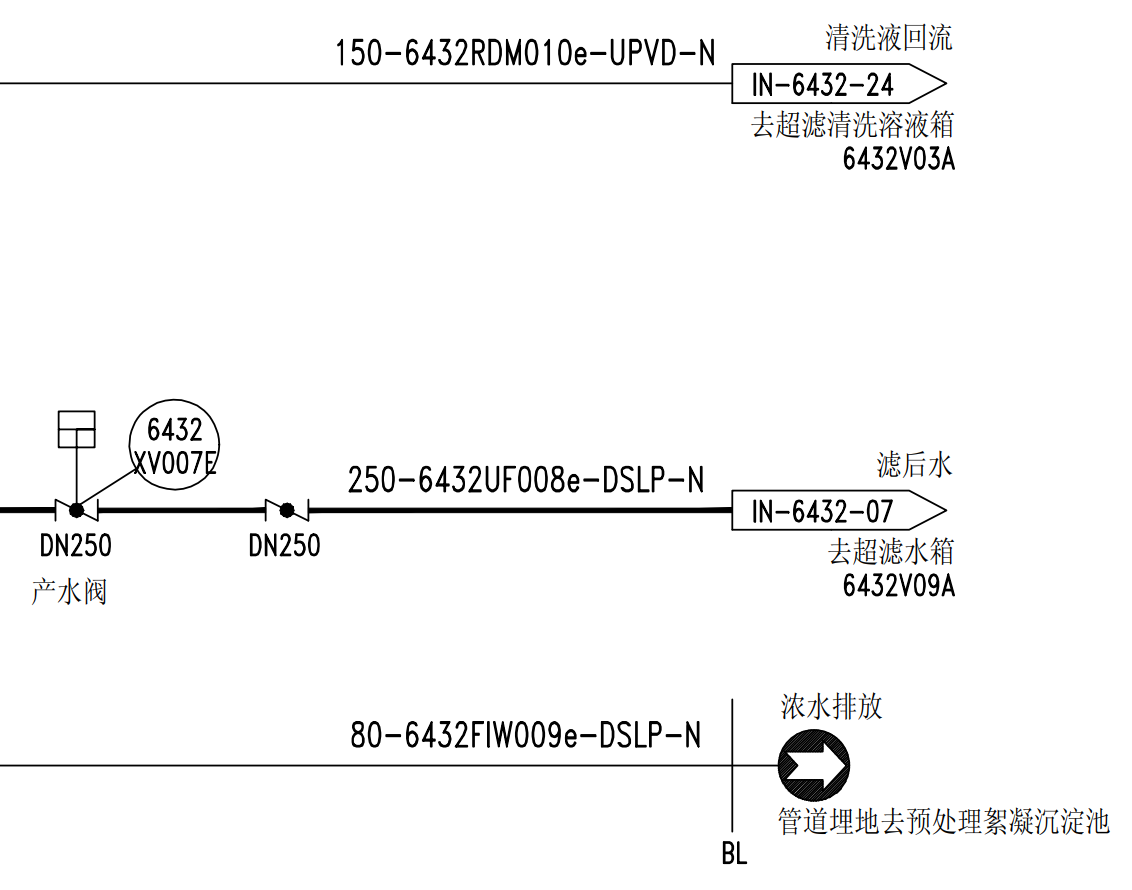 清洗液回流
150-6432RDM010e-UPVD-N
IN-6432-24
去超滤清洗溶液箱
6432V03A
6432
XV007E
滤后水
250-6432UF008e-DSLP-N
IN-6432-07
DN250
DN250
去超滤水箱
6432V09A
产水阀
浓水排放
80-6432FIW009e-DSLP-N
管道埋地去预处理絮凝沉淀池
BL